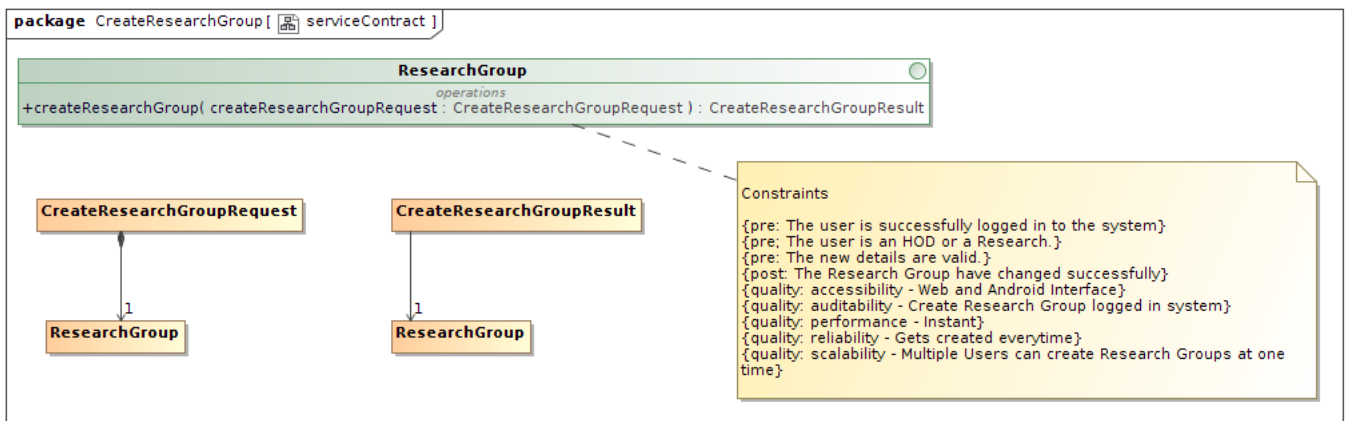 package CreateResearchGroup[ serviceContract ]
ResearchGroup
operations
+createResearchGroup( createResearchGroupRequest : CreateResearchGroupRequest ) : CreateResearchGroupResult
Constraints
{pre: The user is successfully logged in to the system}
{pre; The user is an HOD or a Research.}
{pre: The new details are valid.}
{post: The Research Group have changed successfully}
{quality: accessibility - Web and Android Interface}
{quality: auditability - Create Research Group logged in system}
{quality: performance - Instant}
{quality: reliability - Gets created everytime}
{quality: scalability - Multiple Users can create Research Groups at one
time}
CreateResearchGroupRequest
1
ResearchGroup
CreateResearchGroupResult
1
ResearchGroup